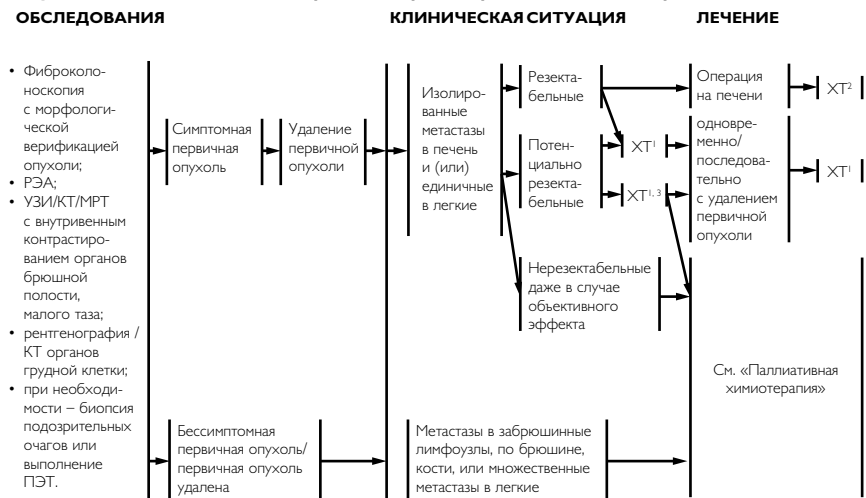 ОБСЛЕДОВАНИЯ
КЛИНИЧЕСКАЯ СИТУАЦИЯ
ЛЕЧЕНИЕ
• Фиброколо-
носкопия
с морфологи-
ческой
верификацией
опухоли;
• РЭА;
• УЗИ/КТ/МРТ
с внутривенным
контрастиро-
ванием органов
брюшной
полости,
малого таза;
• рентгенография /
КТ органов
грудной клетки;
• при необходи-
мости – биопсия
подозрительных
очагов или
выполнение
ПЭТ.
Симптомная
первичная
опухоль
Удаление
первичной
опухоли
Бессимптомная
первичная опухоль/
первичная опухоль
удалена
Изолиро-
ванные
метастазы
в печень
и (или)
единичные
в легкие
Резекта-
бельные
Потен-
циально
резекта-
бельные
ХТ¹
ХТ¹, ³
Нерезектабельные
даже в случае
объективного
эффекта
Метастазы в забрюшинные
лимфоузлы, по брюшине,
кости, или множественные
метастазы в легкие
Операция
на печени
одновре-
менно/
последова-
тельно
с удалением
первичной
опухоли
ХТ²
ХТ¹
См. «Паллиативная
химиотерапия»